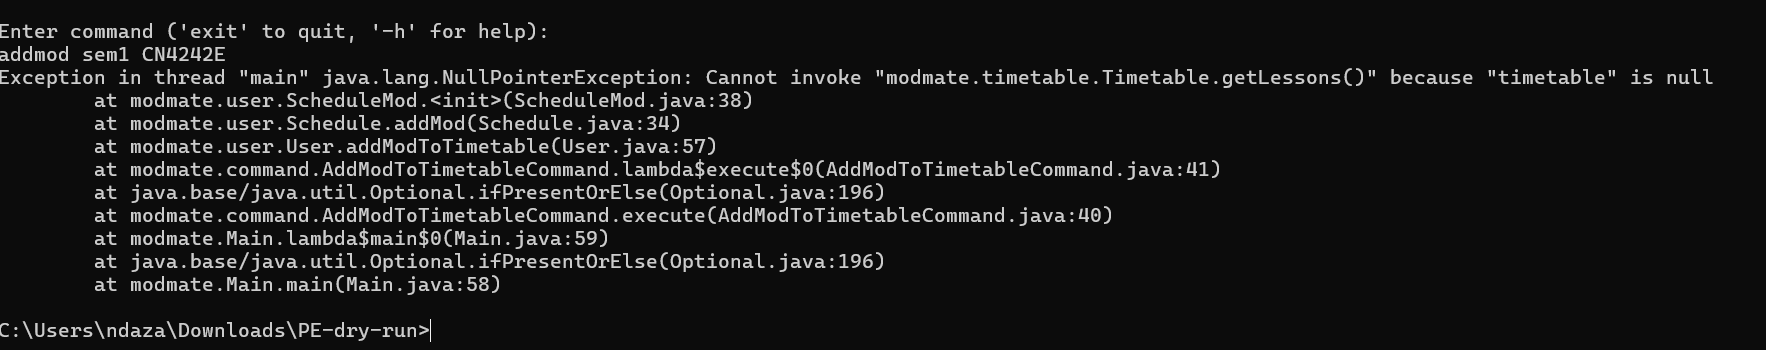 Enter command ('exit' to quit, '-h' for help):
addmod sem1 CN4242E
Exception in thread "main" java.lang.NullPointerException: Cannot invoke "modmate.timetable.Timetable.getLessons()" because "timetable" is null
        at modmate.user.ScheduleMod.<init>(ScheduleMod.java:38)
        at modmate.user.Schedule.addMod(Schedule.java:34)
        at modmate.user.User.addModToTimetable(User.java:57)
        at modmate.command.AddModToTimetableCommand.lambda$execute$0(AddModToTimetableCommand.java:41)
        at java.base/java.util.Optional.ifPresentOrElse(Optional.java:196)
        at modmate.command.AddModToTimetableCommand.execute(AddModToTimetableCommand.java:40)
        at modmate.Main.lambda$main$0(Main.java:59)
        at java.base/java.util.Optional.ifPresentOrElse(Optional.java:196)
        at modmate.Main.main(Main.java:58)
C:\Users\ndaza\Downloads\PE-dry-run>